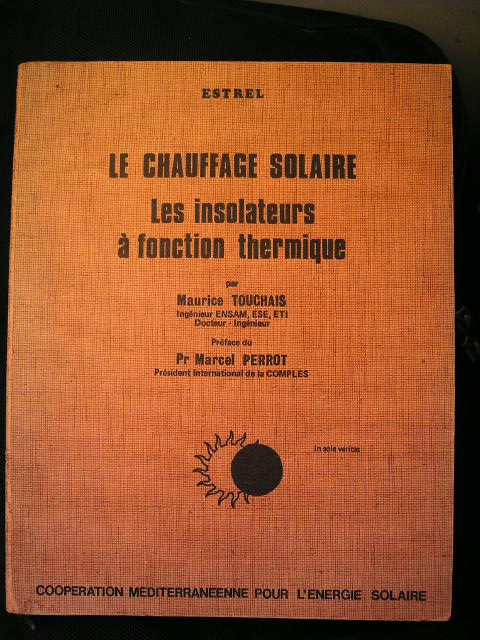 ESTREL
LE CHAUFFAGE SOLAIRE
Les insolateurs
à fonction thermique
par
Maurice TOUCHAIS
Ingénieur ENSAM, ESE, ETI
Docteur - Ingénieur
Préface du
Pr Marcel PERROT
Président International de la COMPLES
In sole veritas
COOPERATION MEDITERRANEENNE POUR L'ENERGIE SOLAIRE